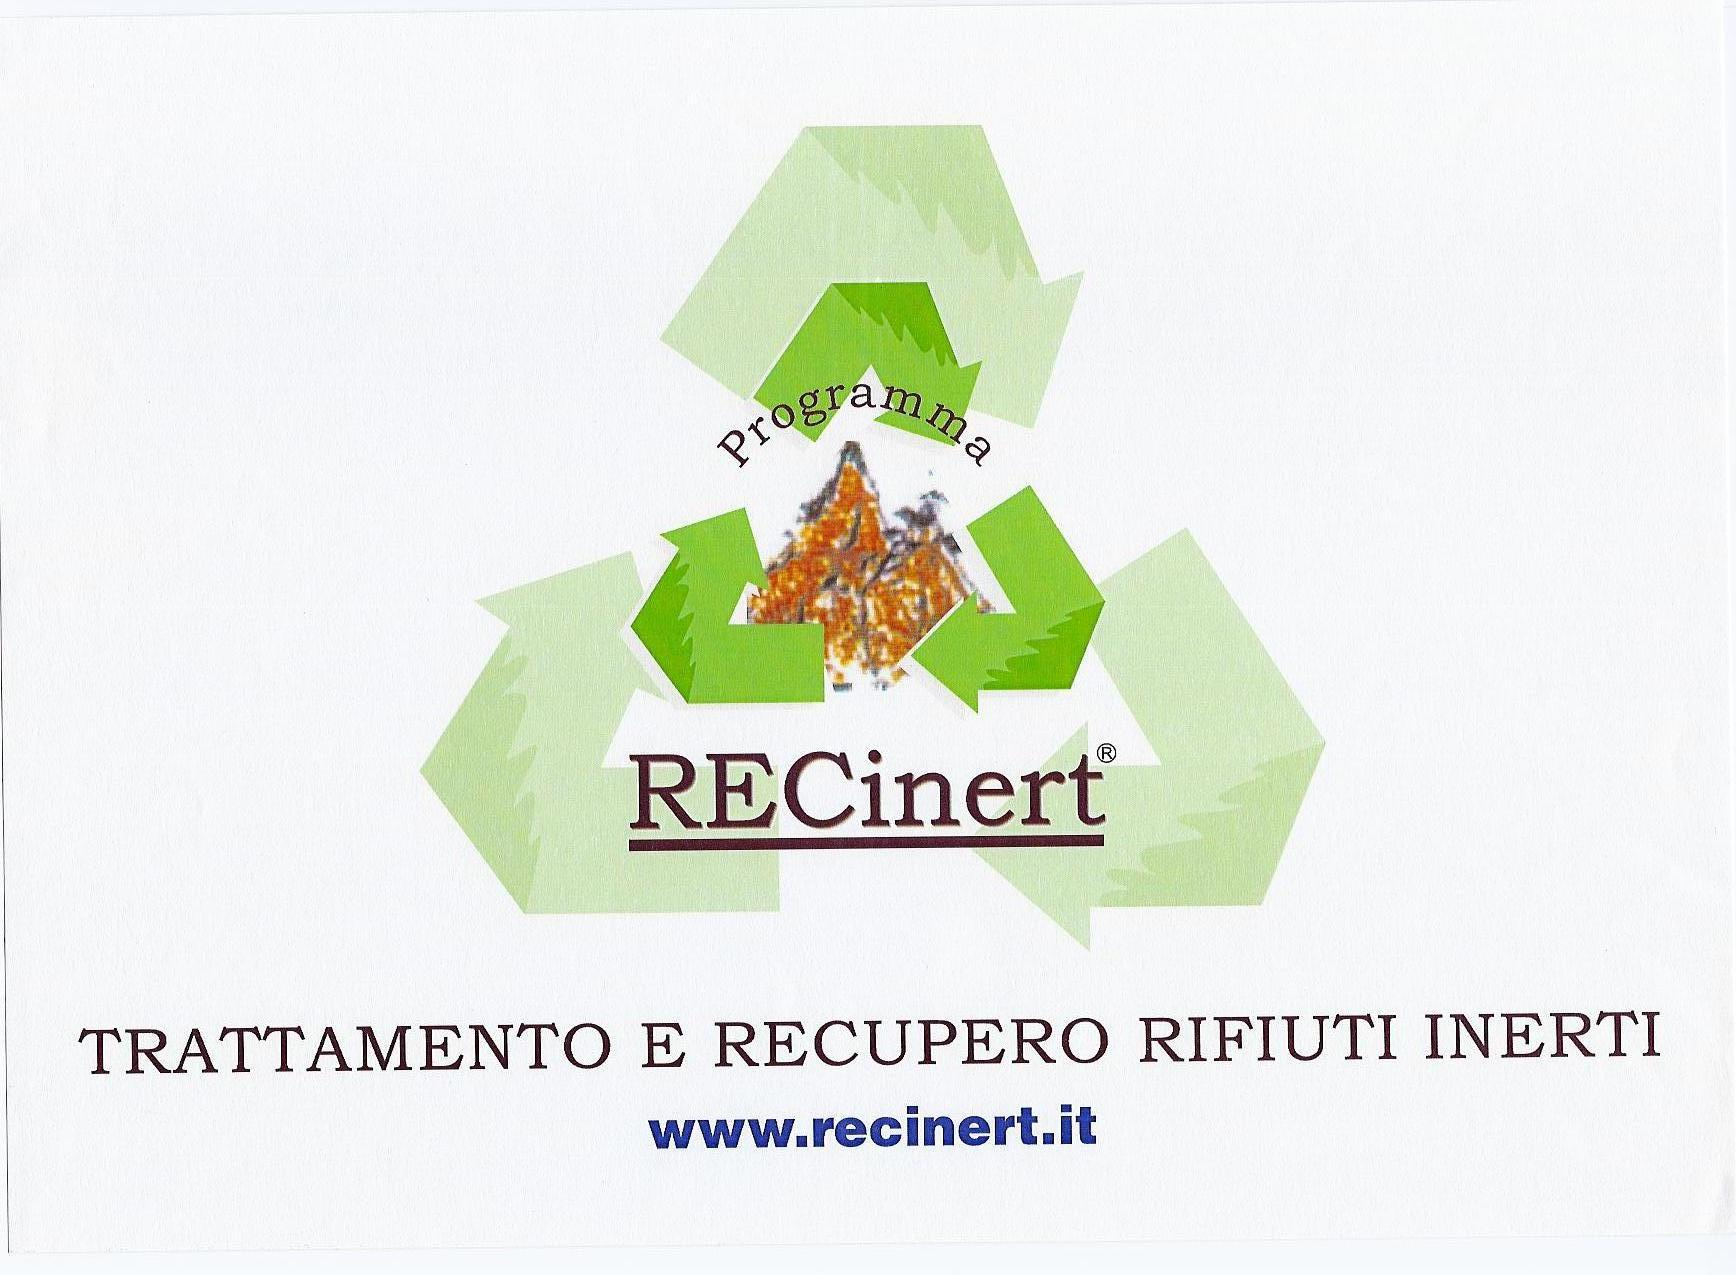 Programma
RECinert®
TRATTAMENTO E RECUPERO RIFIUTI INERTI
www.recinert.it